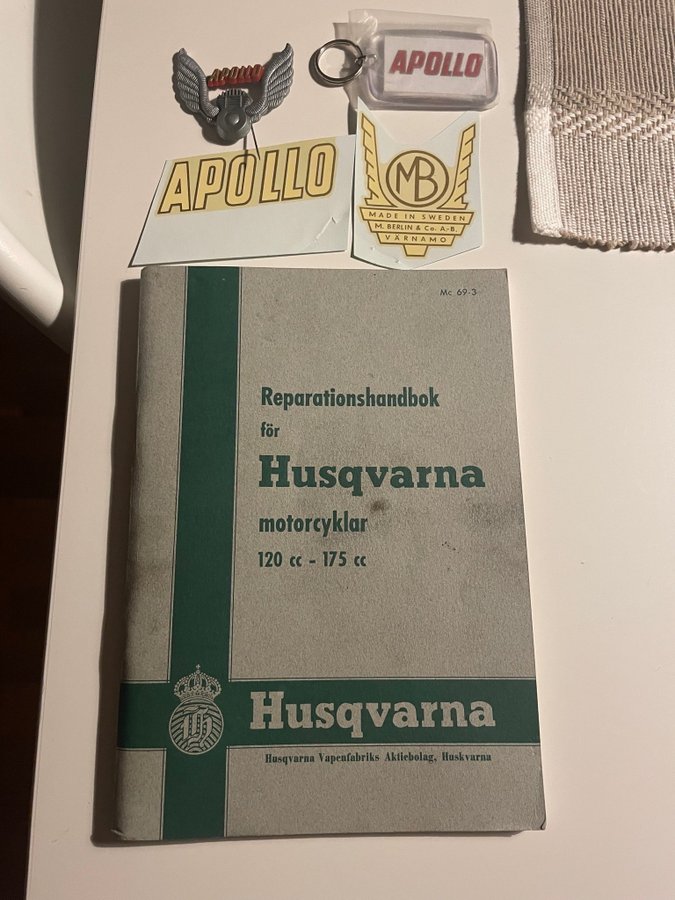 APOLLO
APOLLO
APOLLO
MB
MADE IN SWEDEN
M. BERLIN & Co. A-B.
VÄRNAMO
Mc 69-3
Reparationshandbok
för
Husqvarna
motorcyklar
120 cc - 175 cc
H
Husqvarna
Husqvarna Vapenfabriks Aktiebolag, Huskvarna